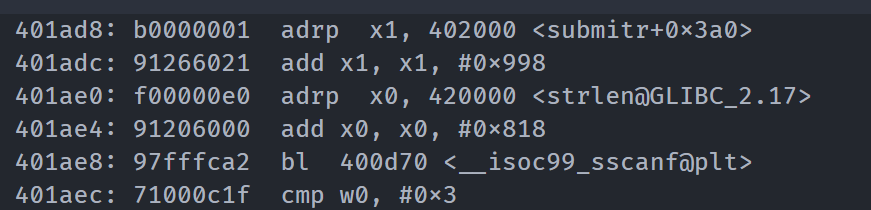 401ad8: b0000001 adrp x1, 402000 <submitr+0×3a0>
401adc: 91266021 add x1, x1, #0×998
401ae0: f00000e0 adrp x0, 420000 <strlen@GLIBC_2.17>
401ae4: 91206000 add x0, x0, #0×818
401ae8: 97fffca2 bl 400d70 <__isoc99_sscanf@plt>
401aec: 71000c1f cmp w0, #0×3